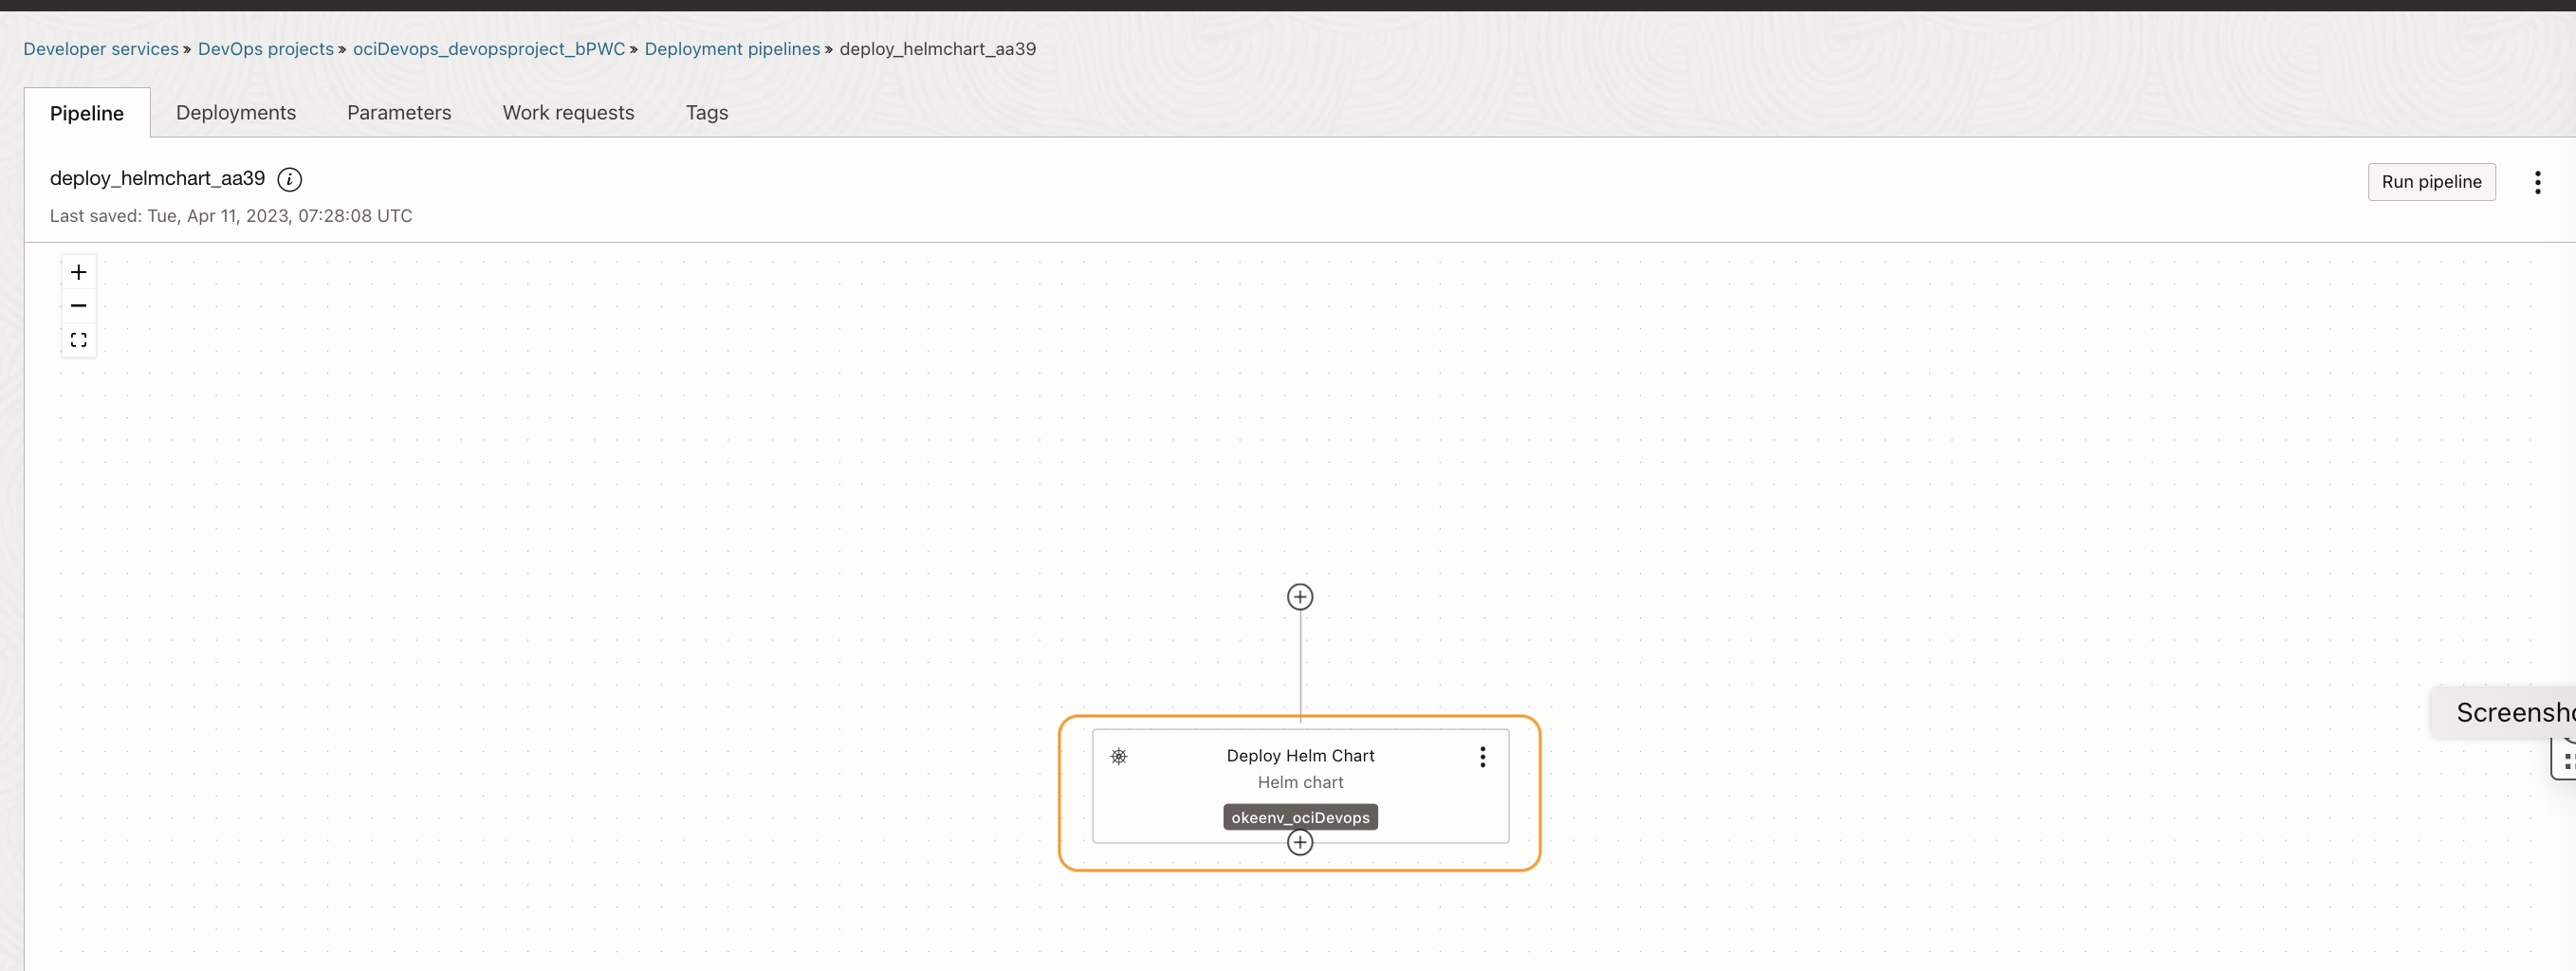 Developer services » DevOps projects » ociDevops_devopsproject_bPWC » Deployment pipelines » deploy_helmchart_aa39
Pipeline Deployments Parameters Work requests Tags
deploy_helmchart_aa39
Run pipeline
Last saved: Tue, Apr 11, 2023, 07:28:08 UTC
Deploy Helm Chart
Helm chart
okeenv_ociDevops